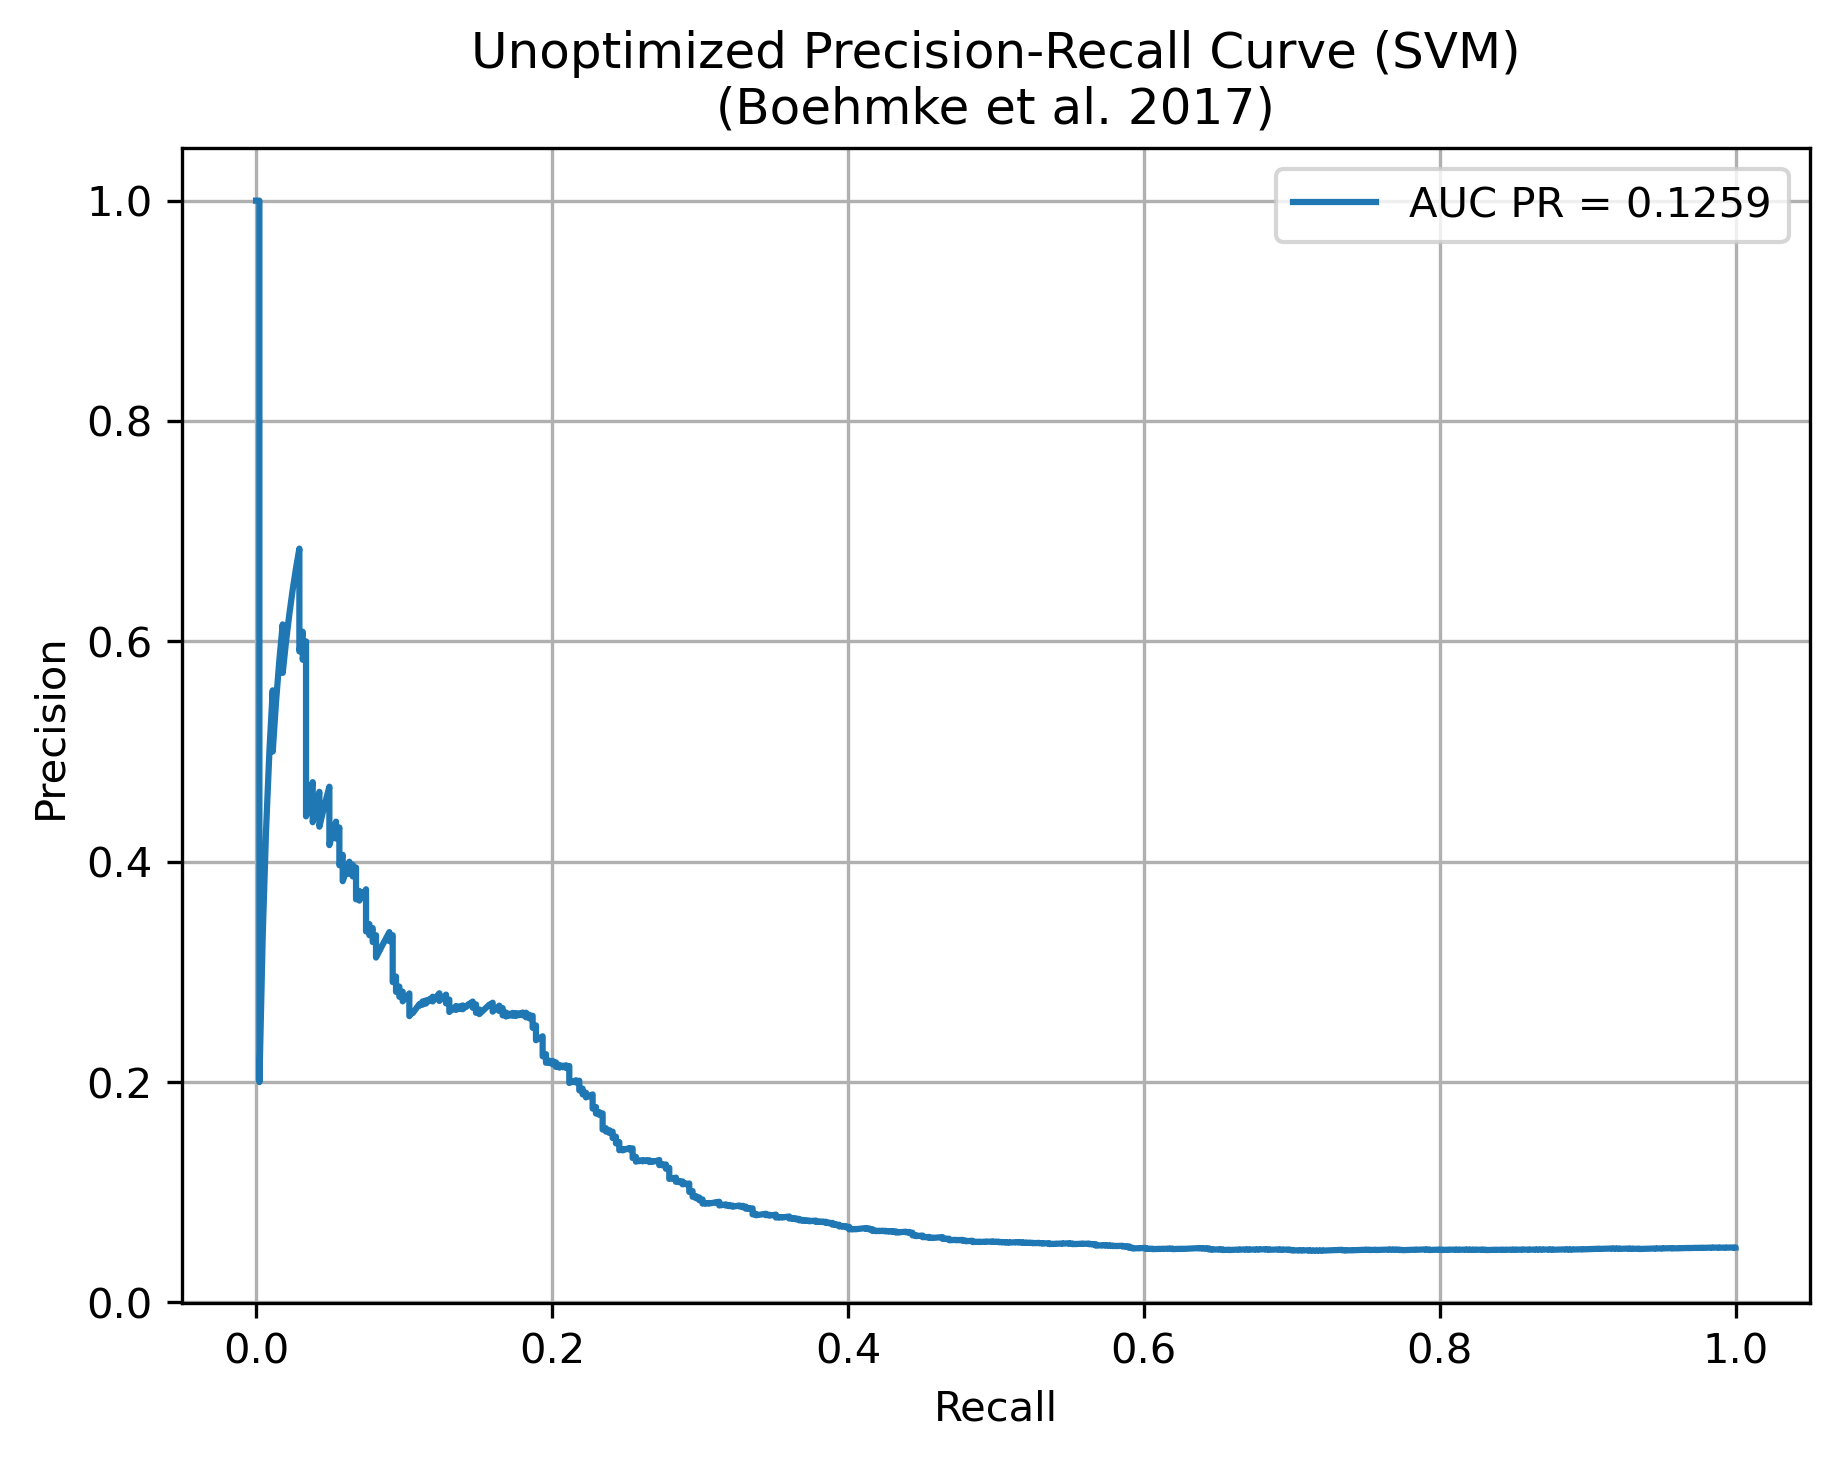 Unoptimized Precision-Recall Curve (SVM)
(Boehmke et al. 2017)
AUC PR = 0.1259
1.0
0.8
0.6
0.4
0.2
0.0
Precision
0.0 0.2 0.4 0.6 0.8 1.0
Recall